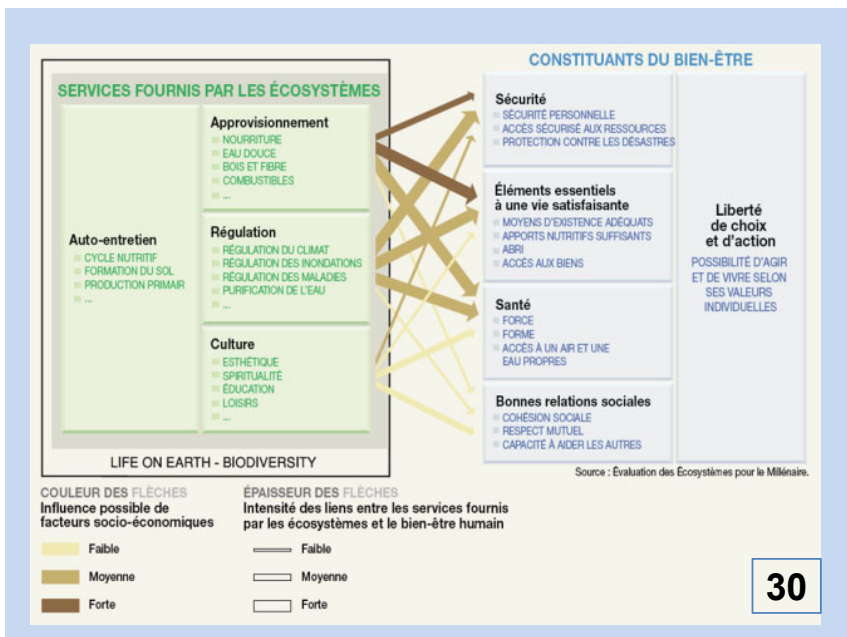 CONSTITUANTS DU BIEN-ÊTRE
SERVICES FOURNIS PAR LES ÉCOSYSTÈMES
Auto-entretien
CYCLE NUTRITIF
FORMATION DU SOL
PRODUCTION PRIMAIR
...
Approvisionnement
NOURRITURE
EAU DOUCE
BOIS ET FIBRE
COMBUSTIBLES
...
Régulation
RÉGULATION DU CLIMAT
RÉGULATION DES INONDATIONS
RÉGULATION DES MALADIES
PURIFICATION DE L'EAU
...
Culture
ESTHÉTIQUE
SPIRITUALITÉ
ÉDUCATION
LOISIRS
...
LIFE ON EARTH - BIODIVERSITY
Sécurité
SÉCURITÉ PERSONNELLE
ACCÈS SÉCURISÉ AUX RESSOURCES
PROTECTION CONTRE LES DÉSASTRES
Éléments essentiels
à une vie satisfaisante
MOYENS D'EXISTENCE ADÉQUATS
APPORTS NUTRITIFS SUFFISANTS
ABRI
ACCÈS AUX BIENS
Santé
FORCE
FORME
ACCÈS À UN AIR ET UNE
EAU PROPRES
Bonnes relations sociales
COHÉSION SOCIALE
RESPECT MUTUEL
CAPACITÉ À AIDER LES AUTRES
Liberté
de choix
et d'action
POSSIBILITÉ D'AGIR
ET DE VIVRE SELON
SES VALEURS
INDIVIDUELLES
Source : Évaluation des Écosystèmes pour le Millénaire.
COULEUR DES FLÈCHES
Influence possible de
facteurs socio-économiques
Faible
Moyenne
Forte
ÉPAISSEUR DES FLÈCHES
Intensité des liens entre les services fournis
par les écosystèmes et le bien-être humain
Faible
Moyenne
Forte
30